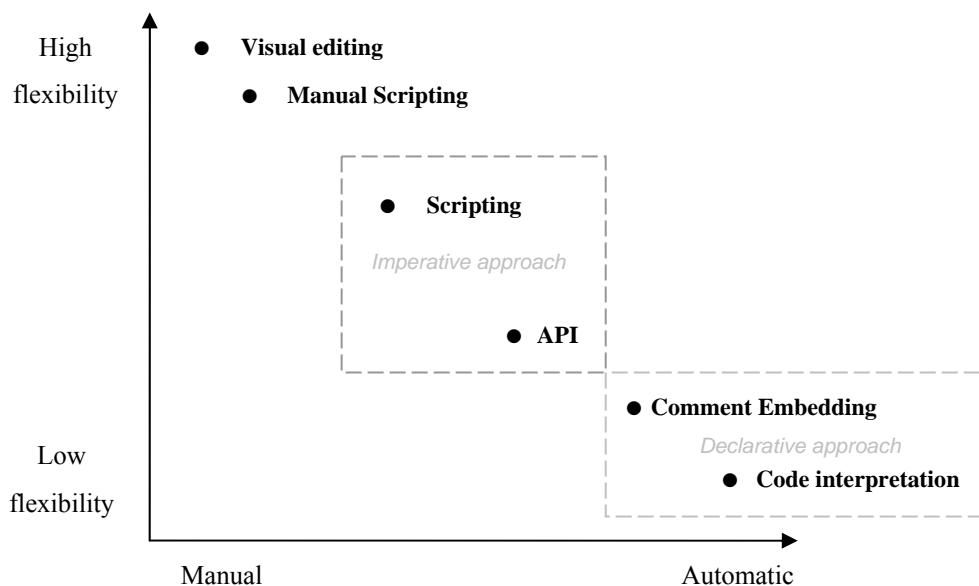 High
flexibility
Visual editing
Manual Scripting
Scripting
Imperative approach
API
Comment Embedding
Declarative approach
Code interpretation
Low
flexibility
Manual
Automatic